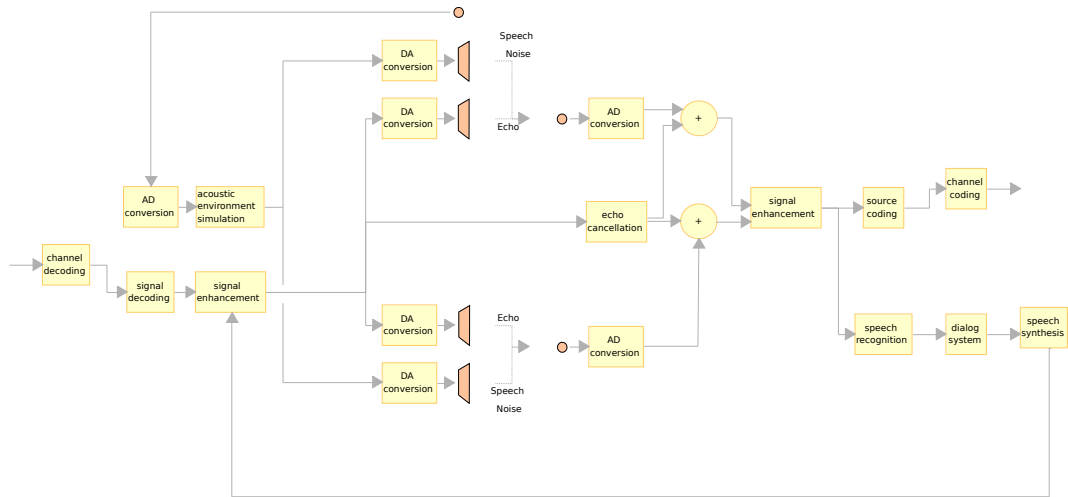 Speech
Noise
DA
conversion
DA
conversion
Echo
AD
conversion
+
AD
conversion
acoustic
environment
simulation
echo
cancellation
+
signal
enhancement
source
coding
channel
coding
channel
decoding
signal
decoding
signal
enhancement
DA
conversion
Echo
AD
conversion
DA
conversion
Speech
Noise
speech
recognition
dialog
system
speech
synthesis